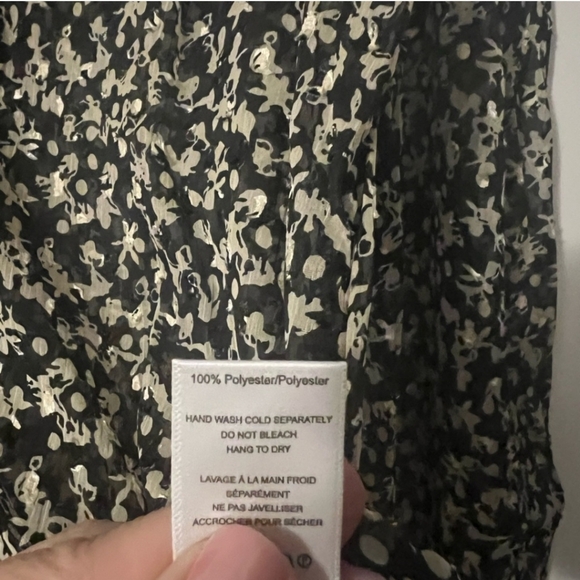 100% Polyester/Polyester
HAND WASH COLD SEPARATELY
DO NOT BLEACH
HANG TO DRY
LAVAGE À LA MAIN FROID
SÉPARÉMENT
NE PAS JAVELLISER
ACCROCHER POUR SÉCHER